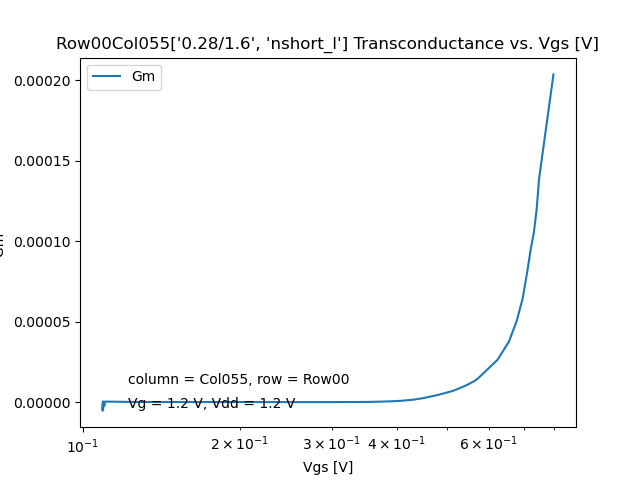 Row00Col055['0.28/1.6', 'nshort_l'] Transconductance vs. Vgs [V]
Gm
0.00020
0.00015
0.00010
0.00005
0.00000
column = Col055, row = Row00
Vg = 1.2 V, Vdd = 1.2 V
10⁻¹
2 × 10⁻¹
3 × 10⁻¹
4 × 10⁻¹
6 × 10⁻¹
Vgs [V]